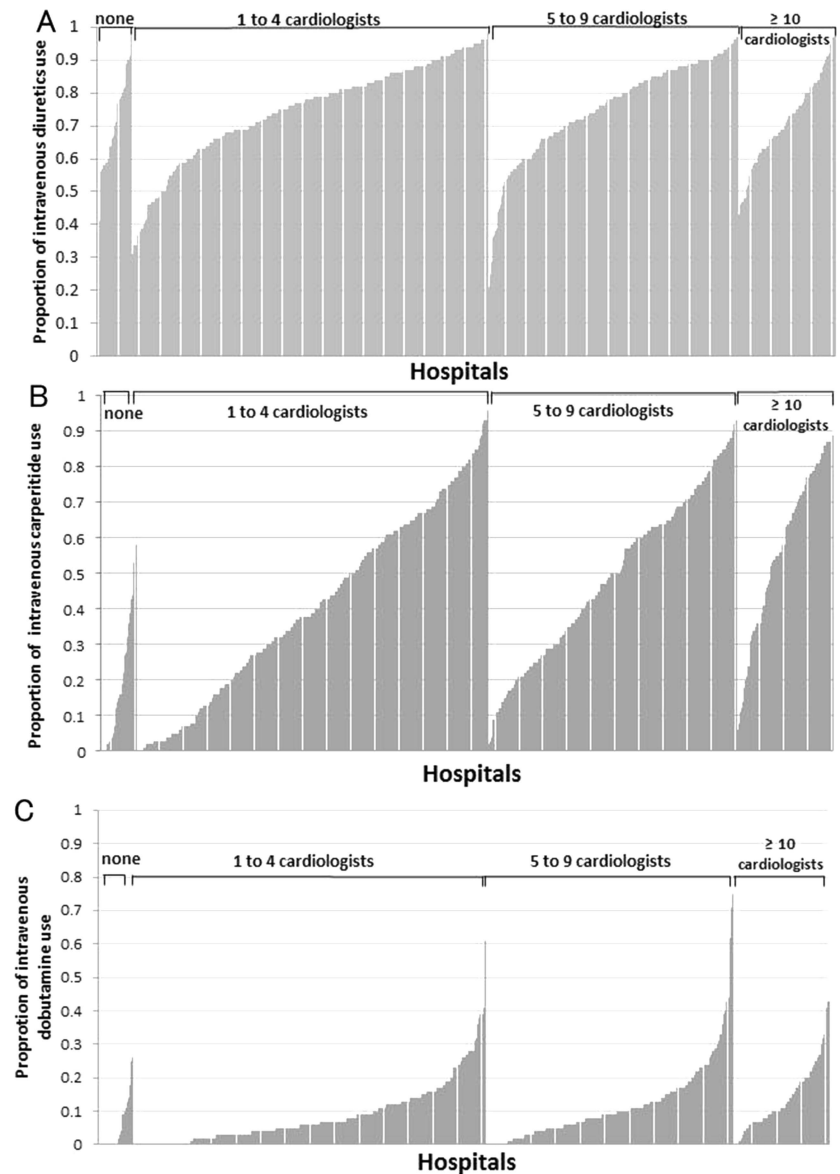 A
none
1 to 4 cardiologists
5 to 9 cardiologists
≥ 10
cardiologists
Proportion of intravenous diureticsuse
1
0.9
0.8
0.7
0.6
0.5
0.4
0.3
0.2
0.1
0
Hospitals
B
none
1 to 4 cardiologists
5 to 9 cardiologists
≥ 10
cardiologists
Proportion of intravenous carperitide use
1
0.9
0.8
0.7
0.6
0.5
0.4
0.3
0.2
0.1
0
Hospitals
C
none
1 to 4 cardiologists
5 to 9 cardiologists
≥ 10
cardiologists
Proprotion of intravenous
dobutamine use
1
0.9
0.8
0.7
0.6
0.5
0.4
0.3
0.2
0.1
0
Hospitals